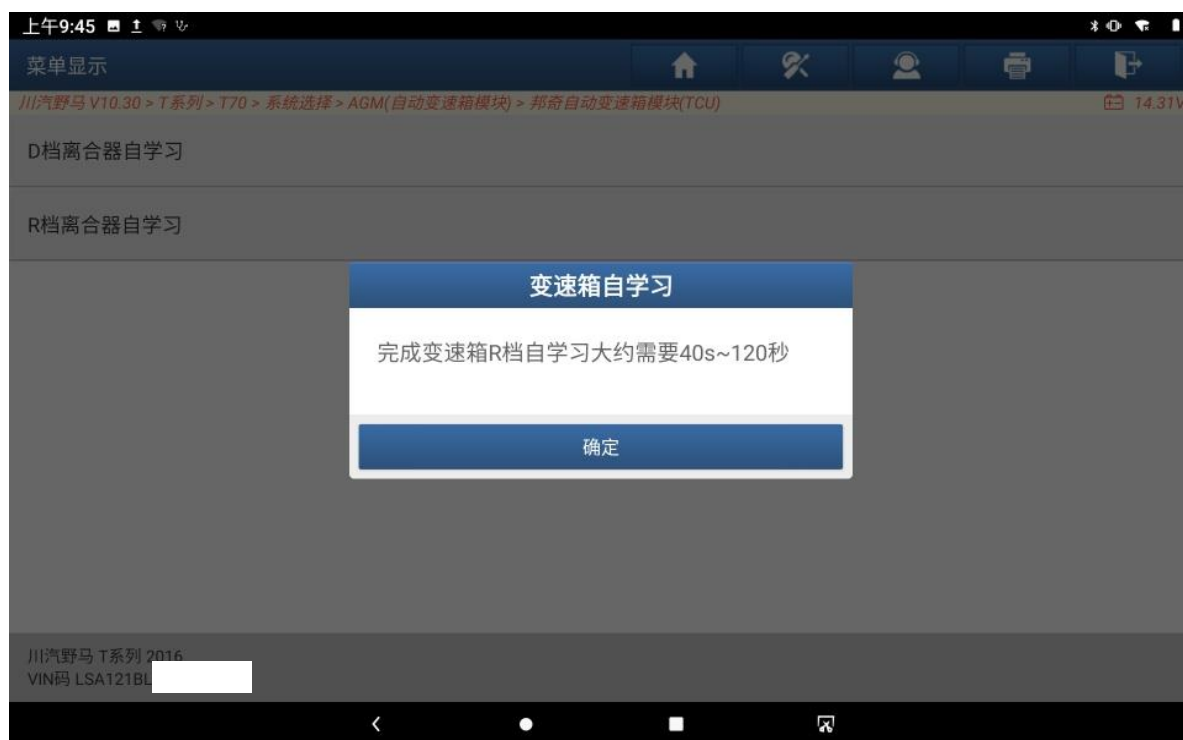 上午9:45
菜单显示
川汽野马 V10.30 > T系列 > T70 > 系统选择 > AGM(自动变速箱模块) > 邦奇自动变速箱模块(TCU)
14.31V
D档离合器自学习
R档离合器自学习
变速箱自学习
完成变速箱R档自学习大约需要40s~120秒
确定
川汽野马 T系列 2016
VIN码 LSA121BL